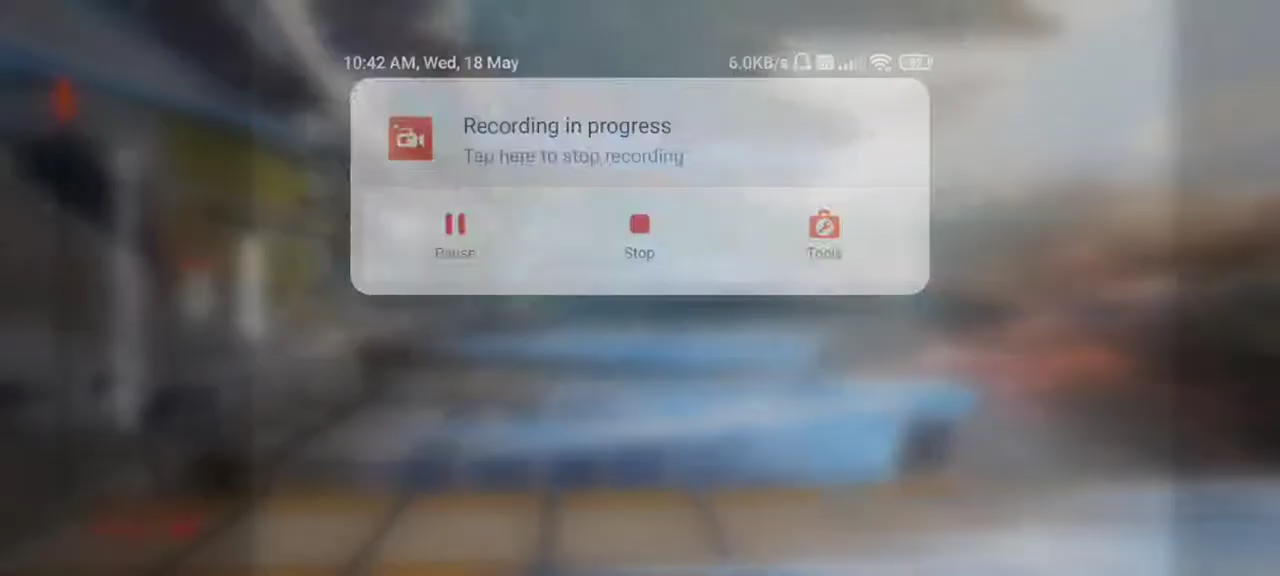 10:42 AM, Wed, 18 May
6.0KB/s
Recording in progress
Tap here to stop recording
Pause
Stop
Tools